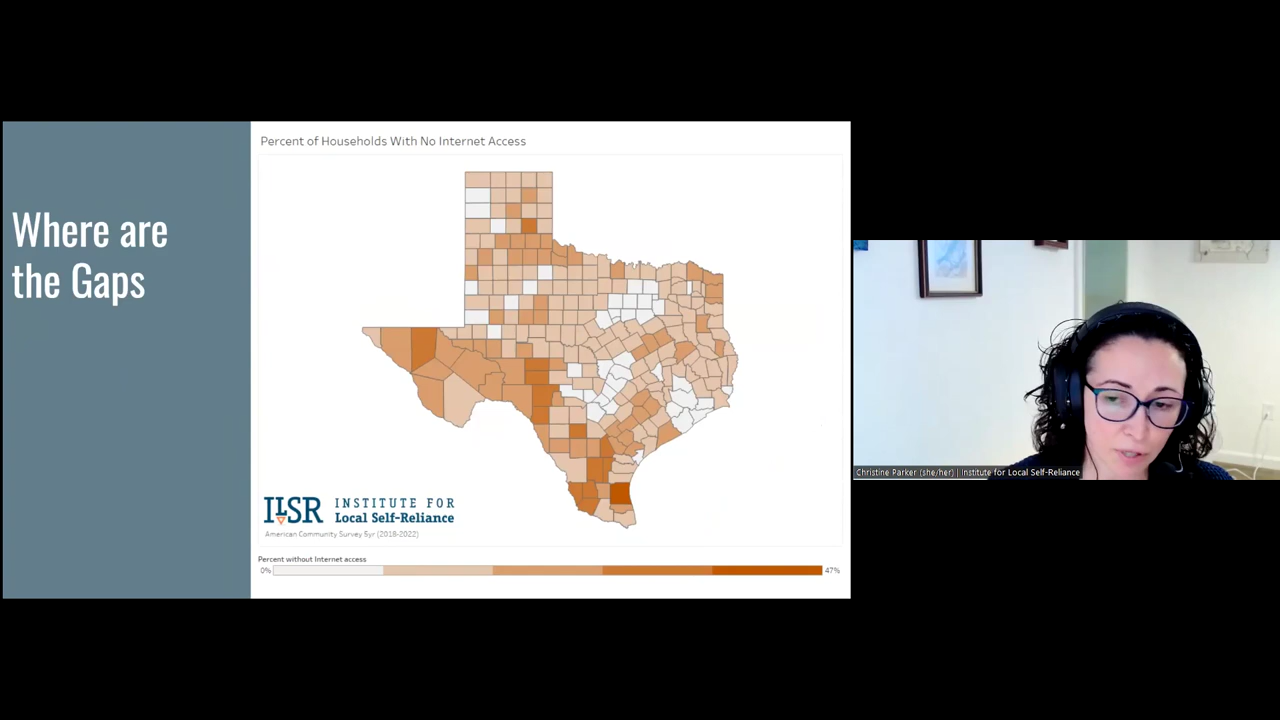 Where are
the Gaps
Percent of Households With No Internet Access
ILSR
INSTITUTE FOR
Local Self-Reliance
American Community Survey 5yr (2018-2022)
Percent without Internet access
0%
47%
Christine Parker (she/her) | Institute for Local Self-Reliance